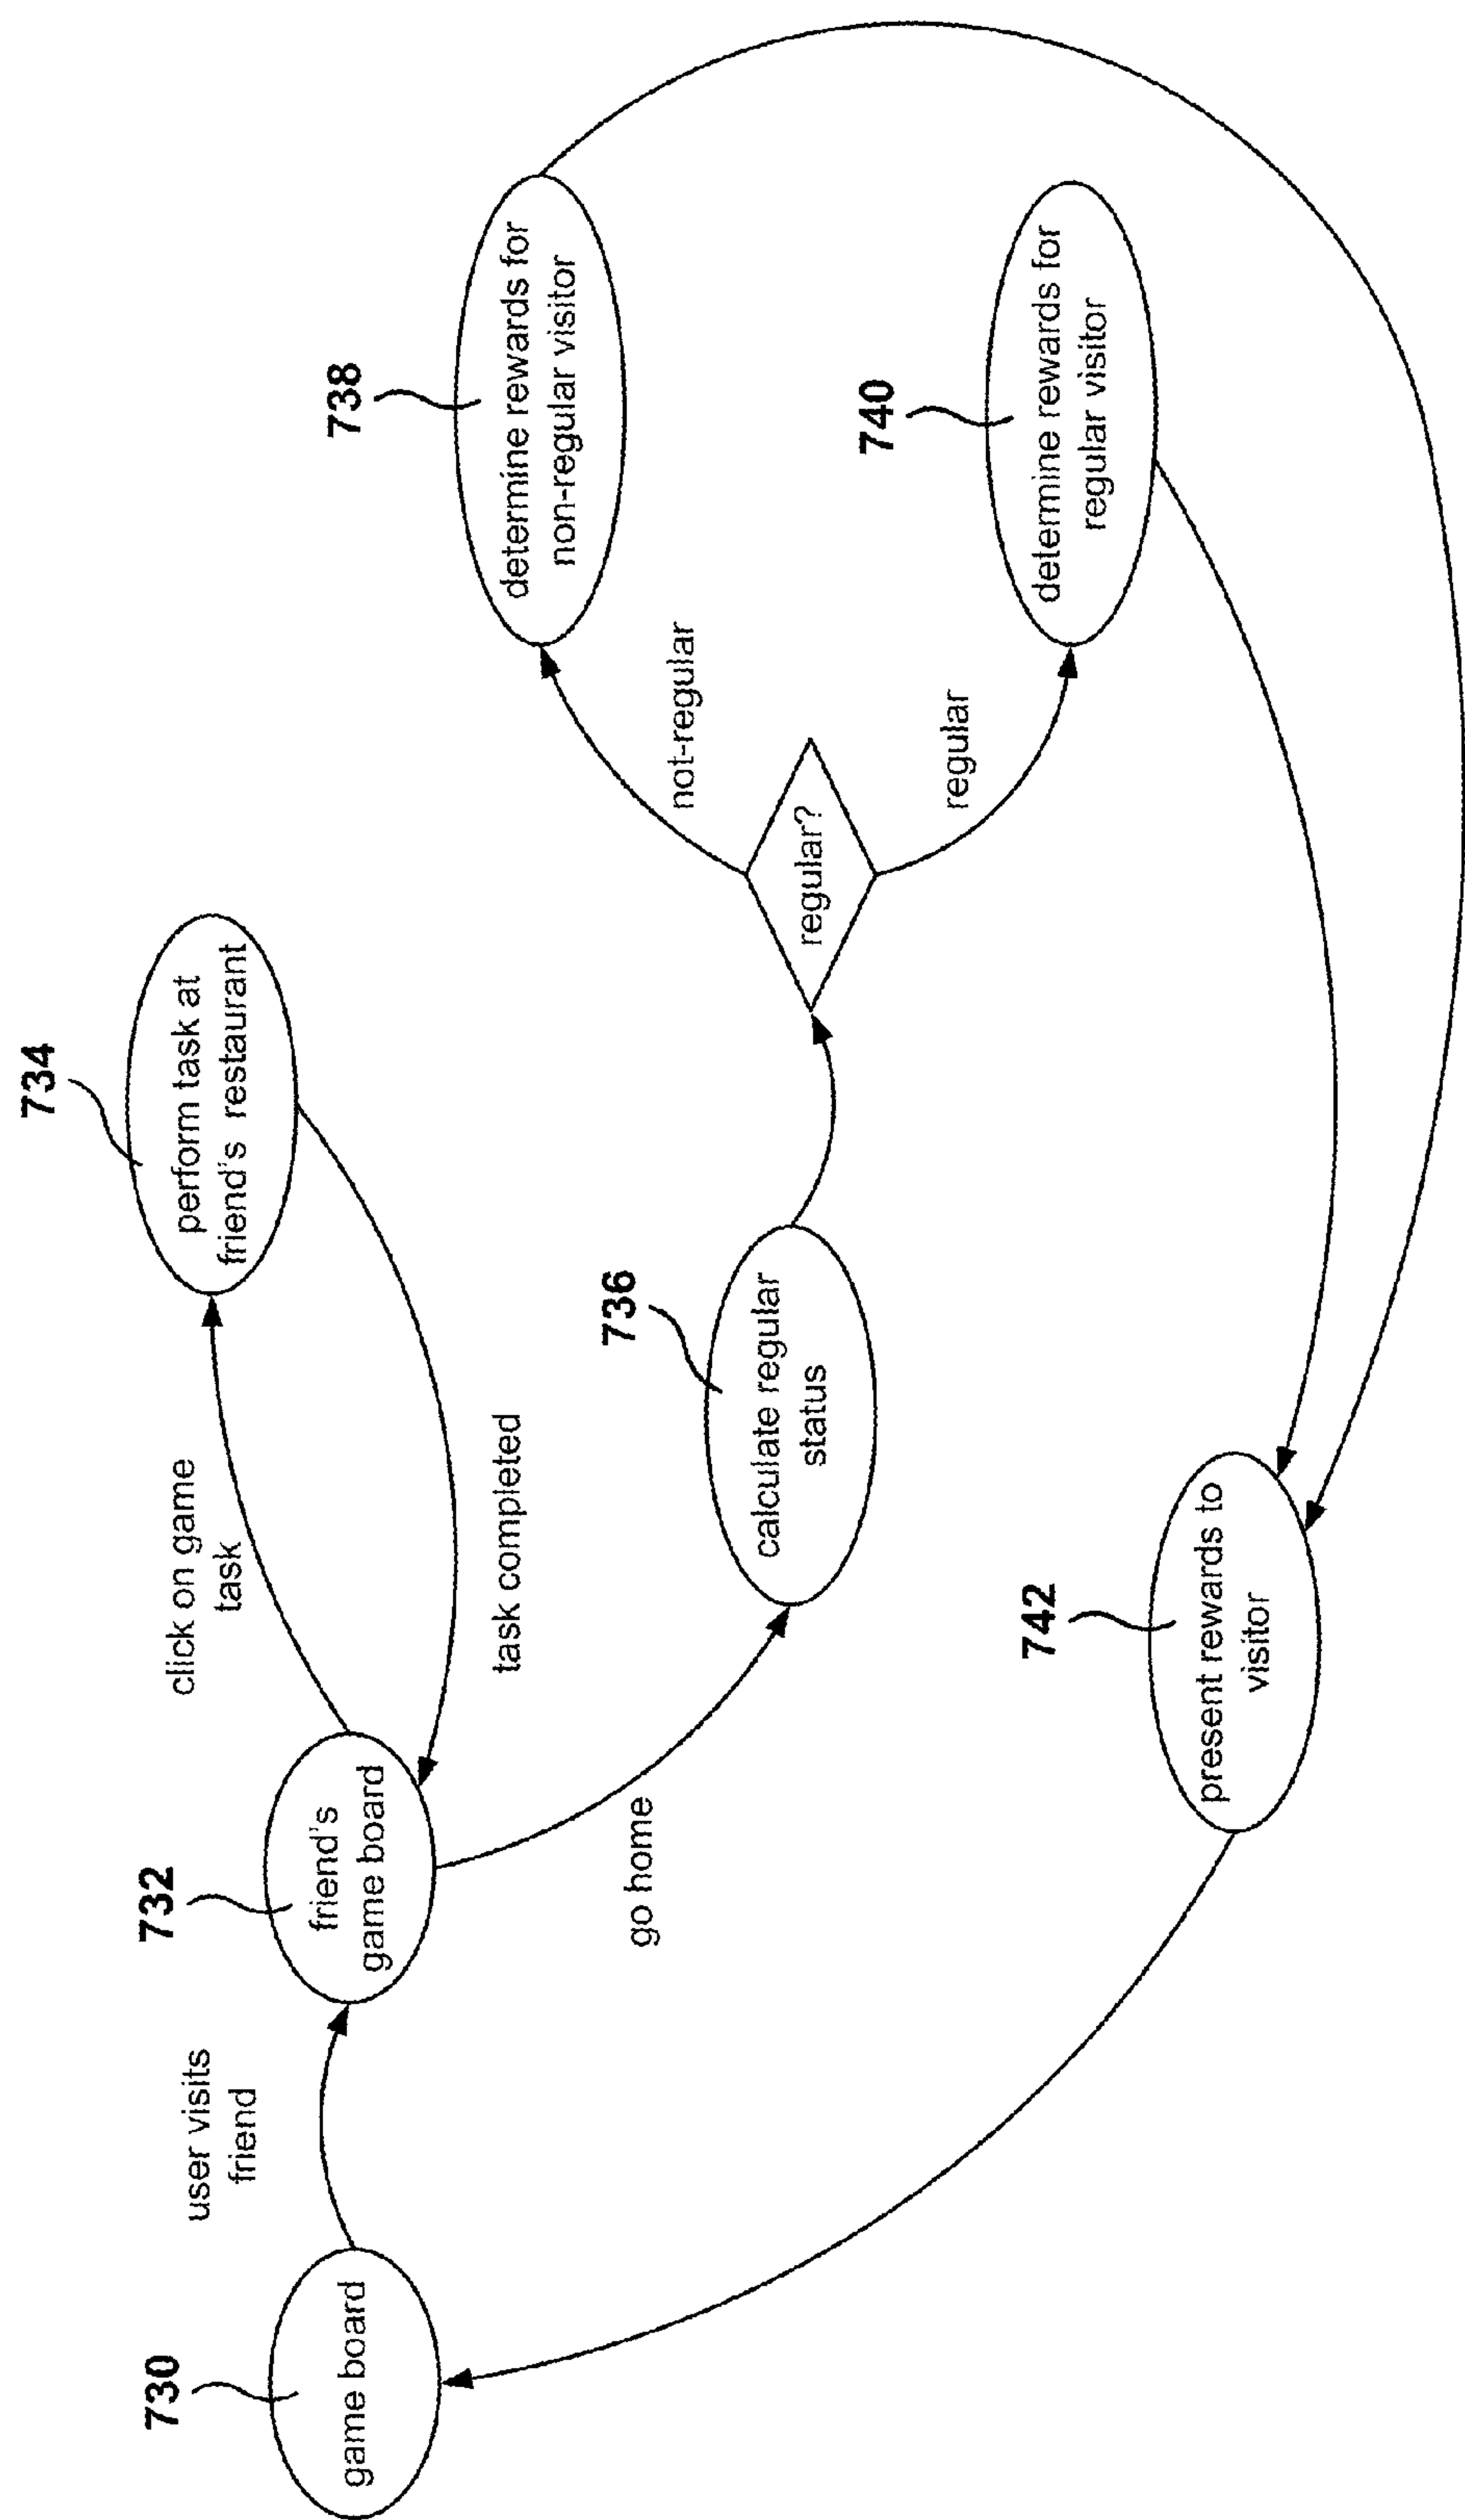 730
game board
user visits
friend
732
friend's
game board
click on game
task
734
perform task at
friend's restaurant
task completed
go home
736
calculate regular
status
regular?
not-regular
738
determine rewards for
non-regular visitor
regular
740
determine rewards for
regular visitor
742
present rewards to
visitor